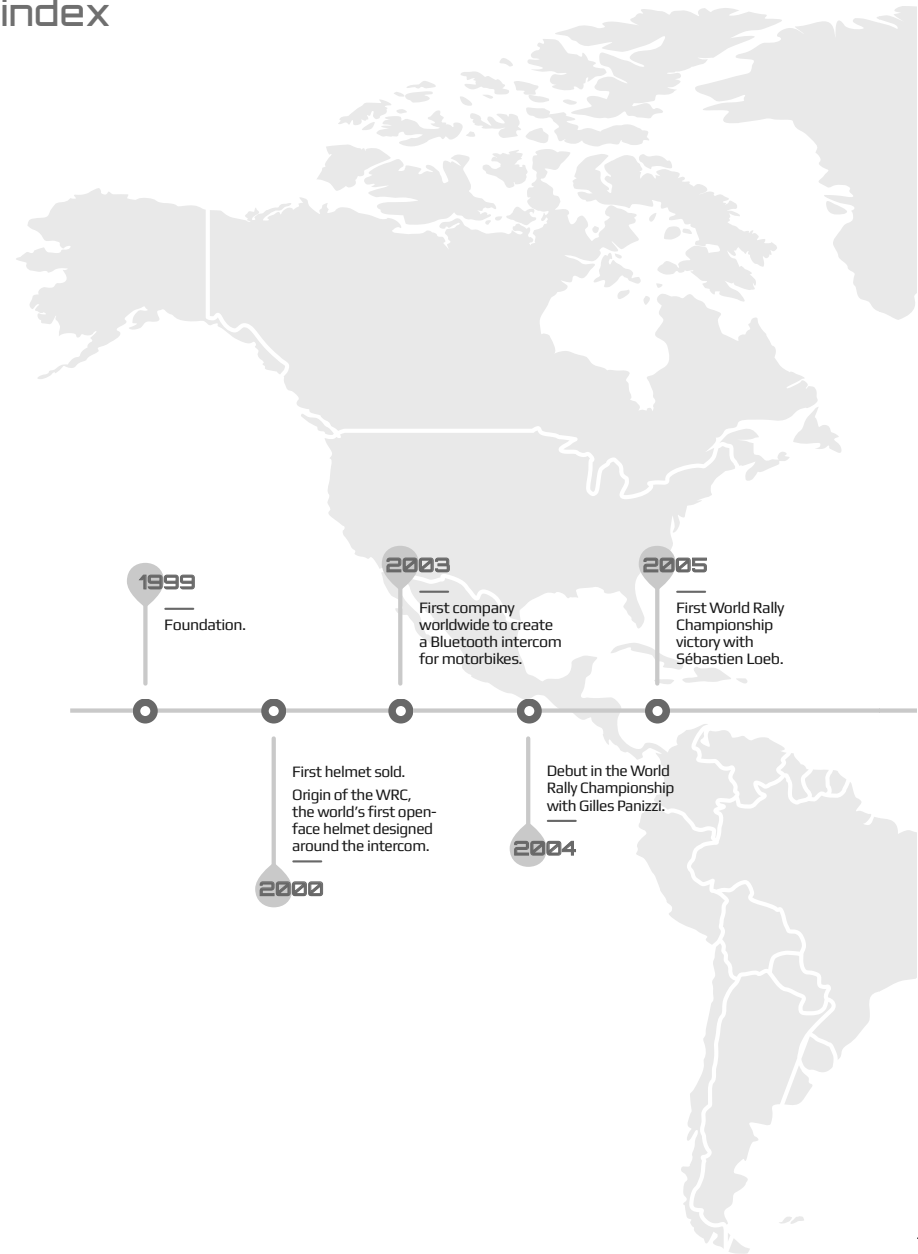 index
1999
Foundation.
First helmet sold.
Origin of the WRC,
the world's first open-
face helmet designed
around the intercom.
2000
2003
First company
worldwide to create
a Bluetooth intercom
for motorbikes.
Debut in the World
Rally Championship
with Gilles Panizzi.
2004
2005
First World Rally
Championship
victory with
Sébastien Loeb.